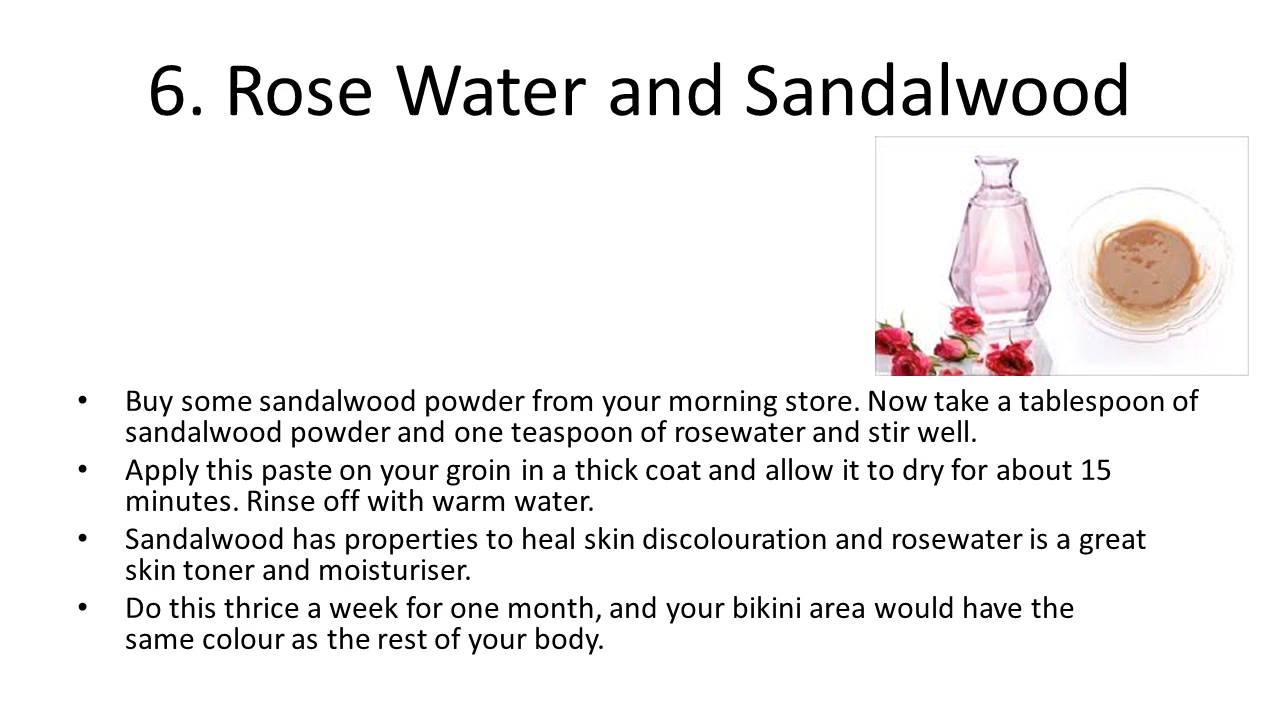 6. Rose Water and Sandalwood
• Buy some sandalwood powder from your morning store. Now take a tablespoon of
sandalwood powder and one teaspoon of rosewater and stir well.
• Apply this paste on your groin in a thick coat and allow it to dry for about 15
minutes. Rinse off with warm water.
• Sandalwood has properties to heal skin discolouration and rosewater is a great
skin toner and moisturiser.
• Do this thrice a week for one month, and your bikini area would have the
same colour as the rest of your body.